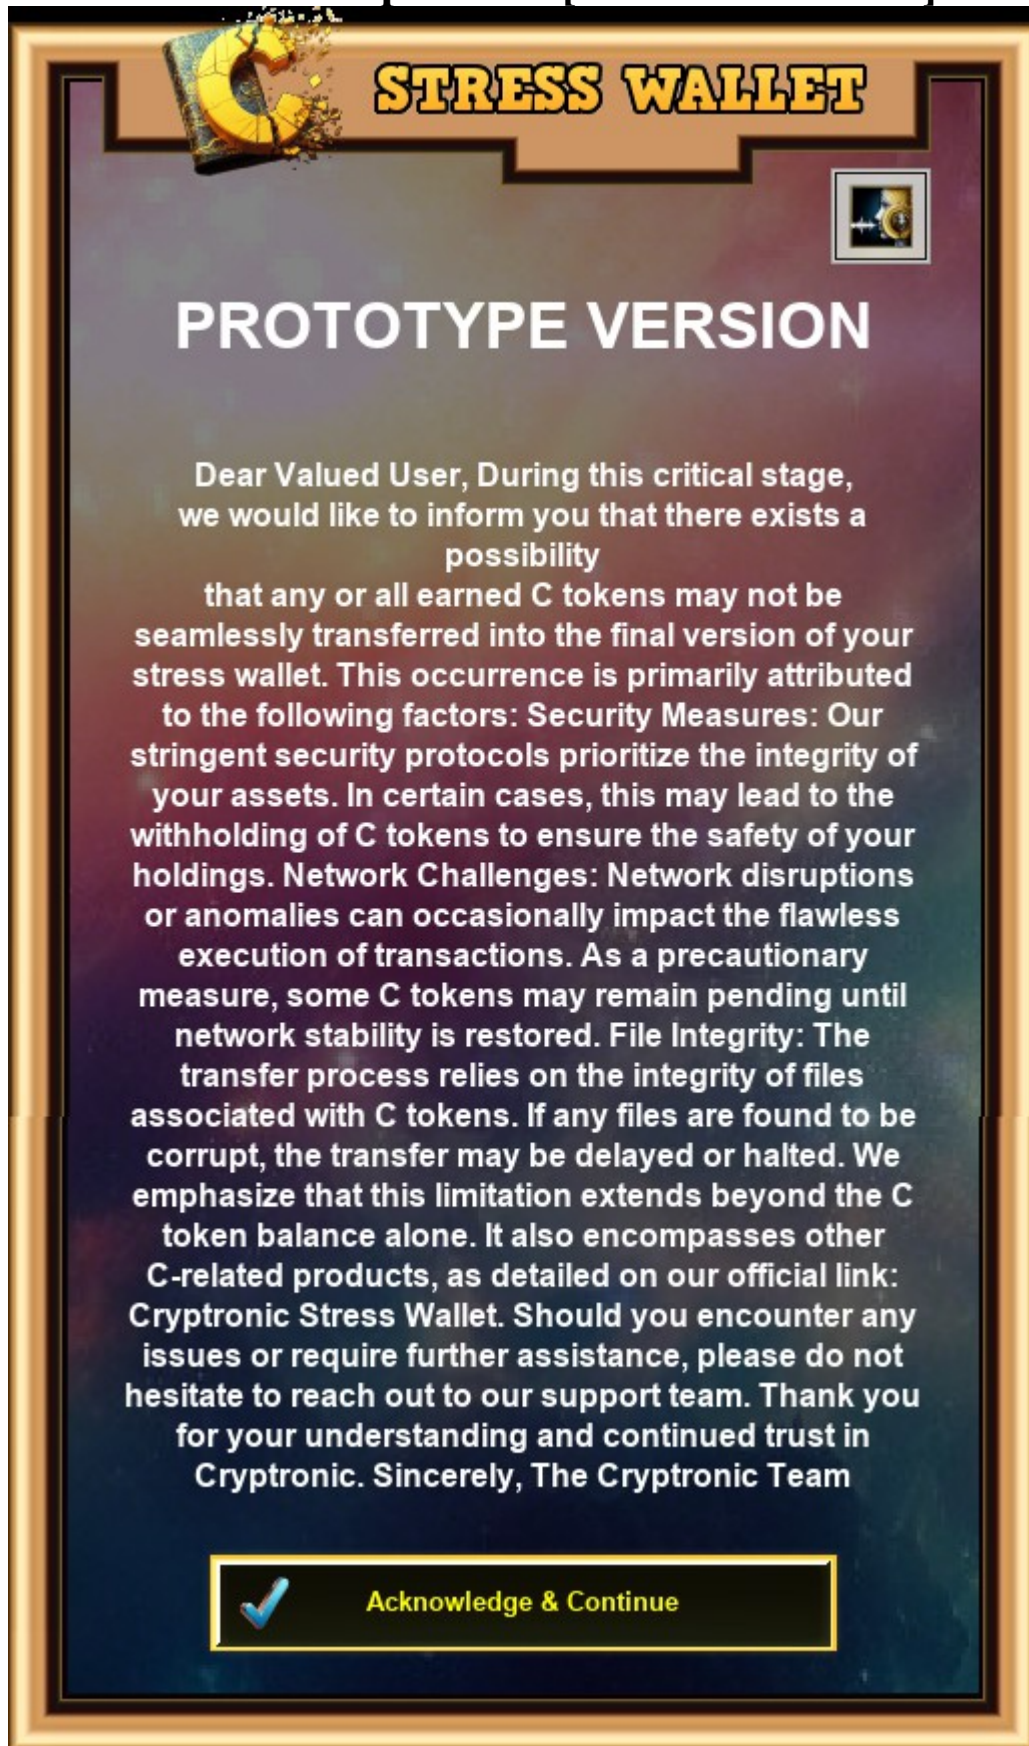 STRESS WALLET
PROTOTYPE VERSION
Dear Valued User, During this critical stage,
we would like to inform you that there exists a
possibility
that any or all earned C tokens may not be
seamlessly transferred into the final version of your
stress wallet. This occurrence is primarily attributed
to the following factors: Security Measures: Our
stringent security protocols prioritize the integrity of
your assets. In certain cases, this may lead to the
withholding of C tokens to ensure the safety of your
holdings. Network Challenges: Network disruptions
or anomalies can occasionally impact the flawless
execution of transactions. As a precautionary
measure, some C tokens may remain pending until
network stability is restored. File Integrity: The
transfer process relies on the integrity of files
associated with C tokens. If any files are found to be
corrupt, the transfer may be delayed or halted. We
emphasize that this limitation extends beyond the C
token balance alone. It also encompasses other
C-related products, as detailed on our official link:
Cryptronic Stress Wallet. Should you encounter any
issues or require further assistance, please do not
hesitate to reach out to our support team. Thank you
for your understanding and continued trust in
Cryptronic. Sincerely, The Cryptronic Team
Acknowledge & Continue